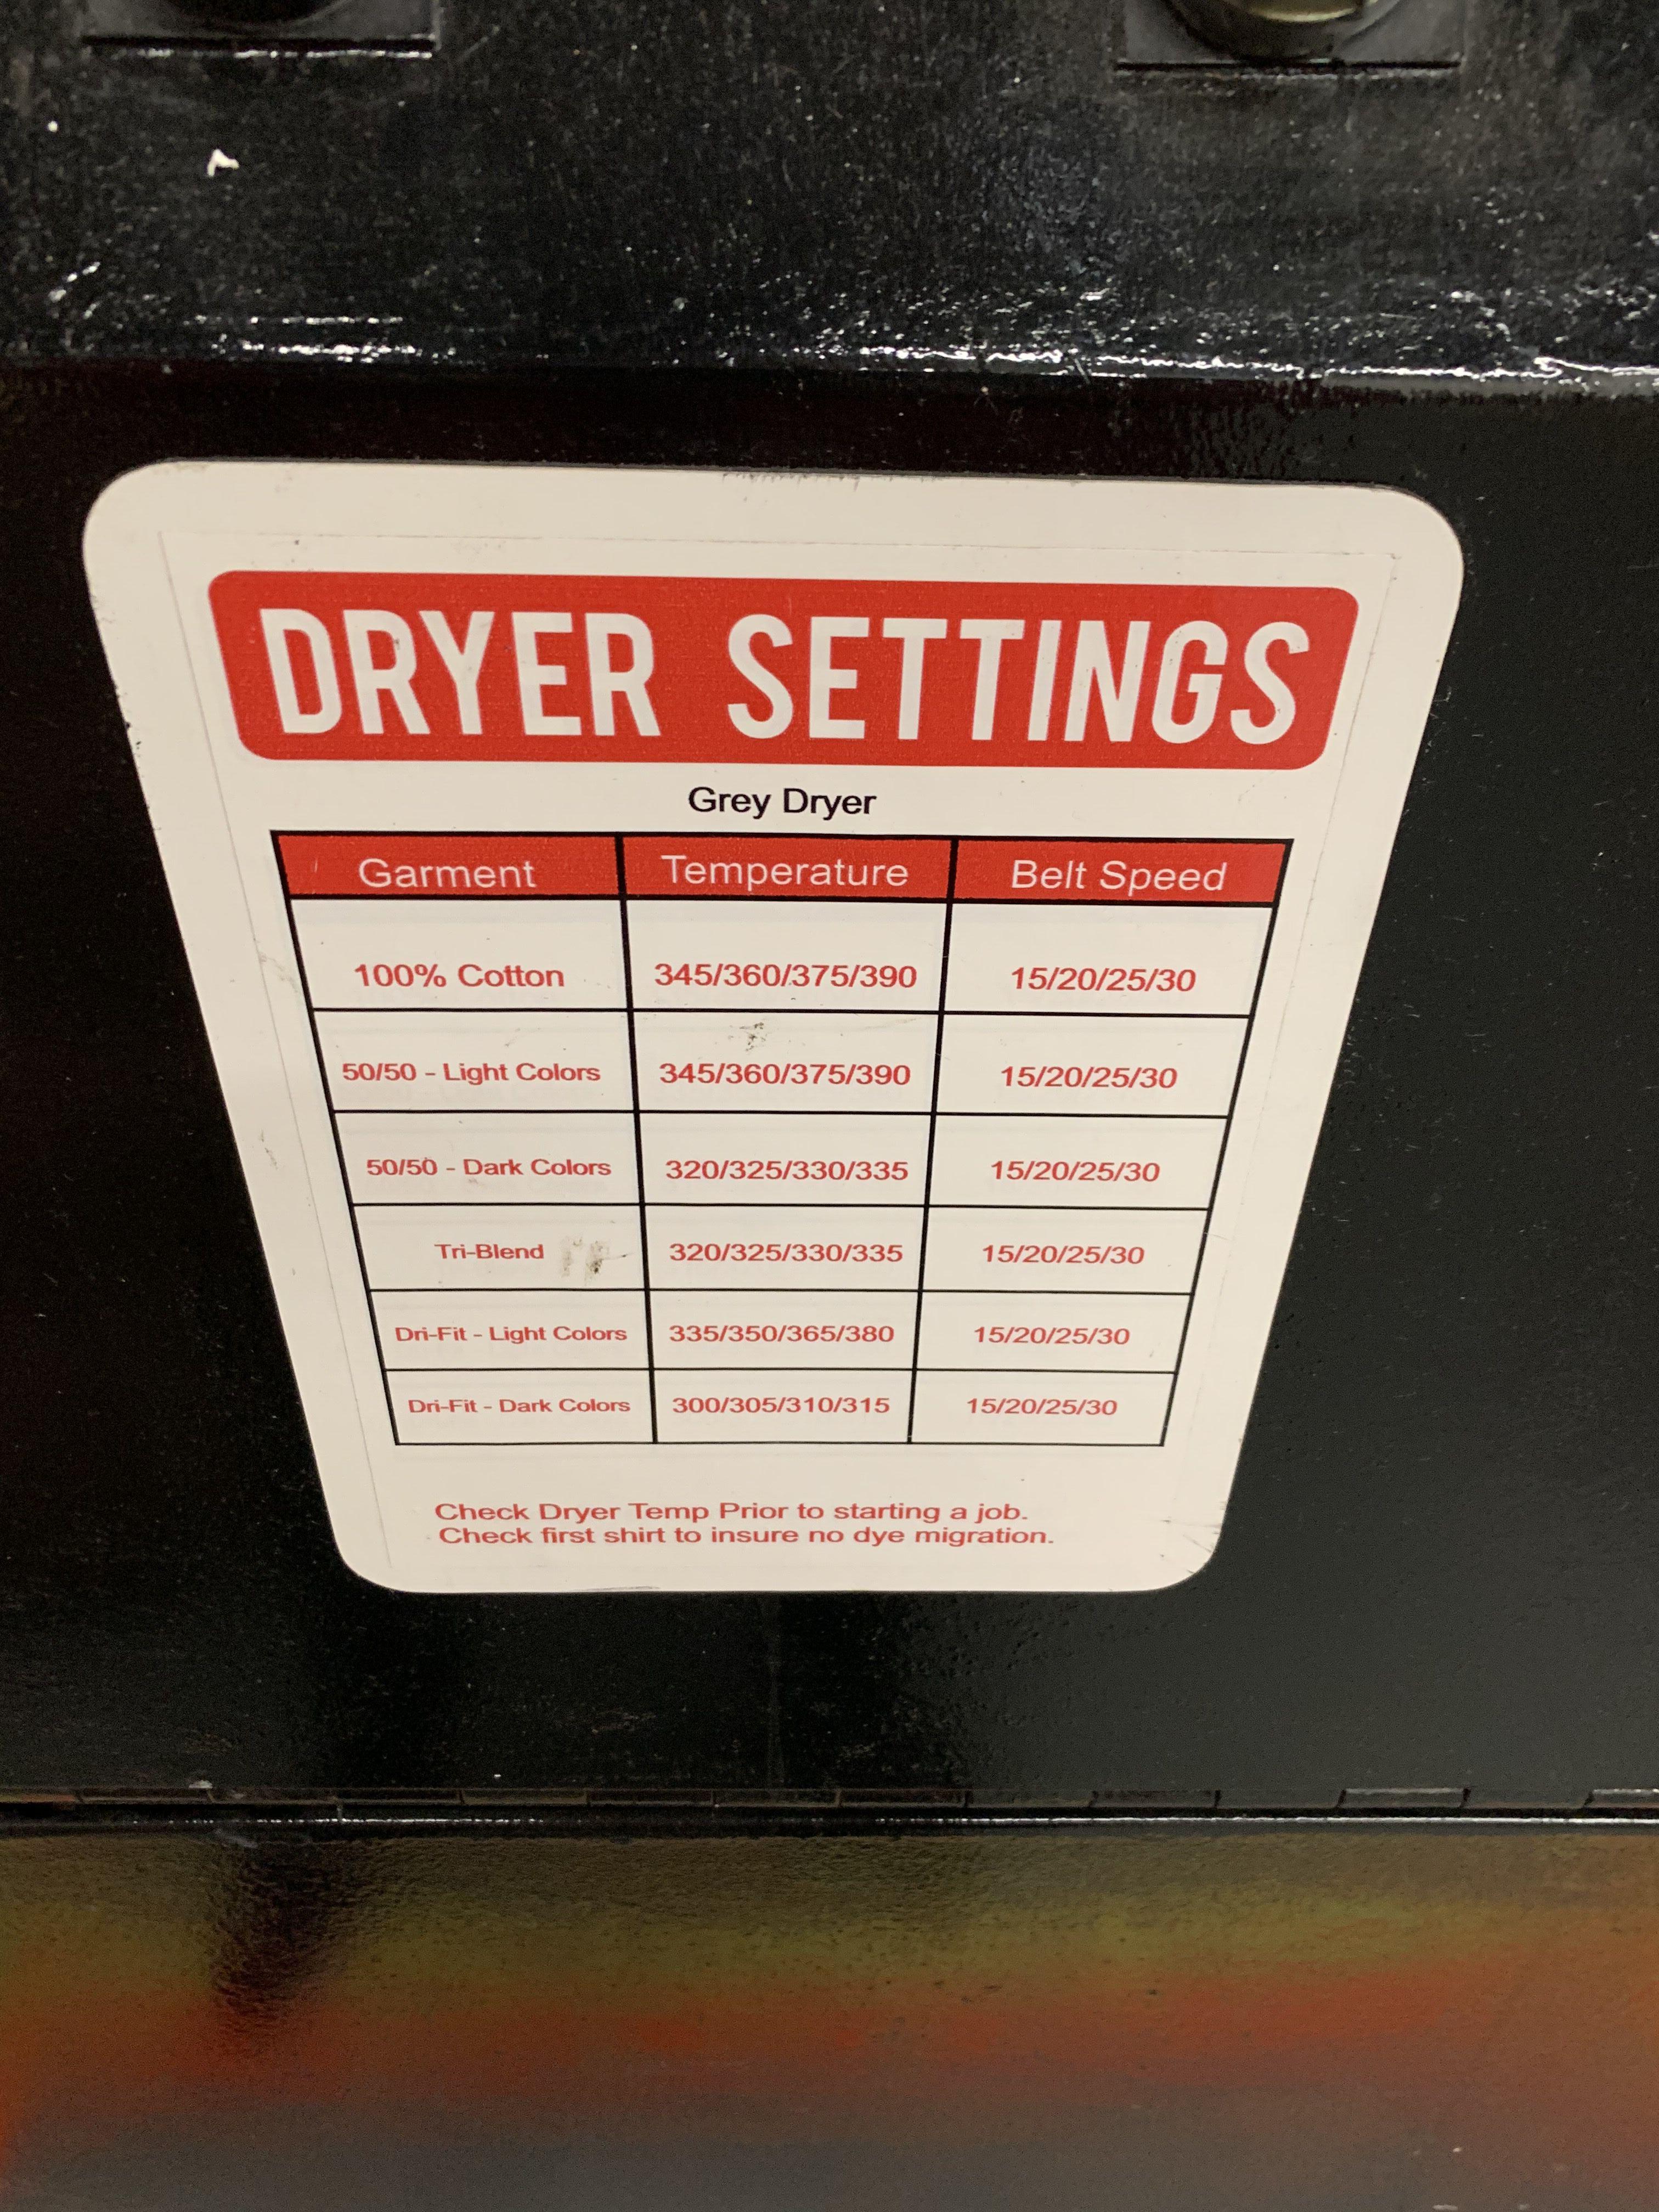 DRYER SETTINGS
Grey Dryer
Garment Temperature Belt Speed
100% Cotton 345/360/375/390 15/20/25/30
50/50 - Light Colors 345/360/375/390 15/20/25/30
50/50 - Dark Colors 320/325/330/335 15/20/25/30
Tri-Blend 320/325/330/335 15/20/25/30
Dri-Fit - Light Colors 335/350/365/380 15/20/25/30
Dri-Fit - Dark Colors 300/305/310/315 15/20/25/30
Check Dryer Temp Prior to starting a job.
Check first shirt to insure no dye migration.